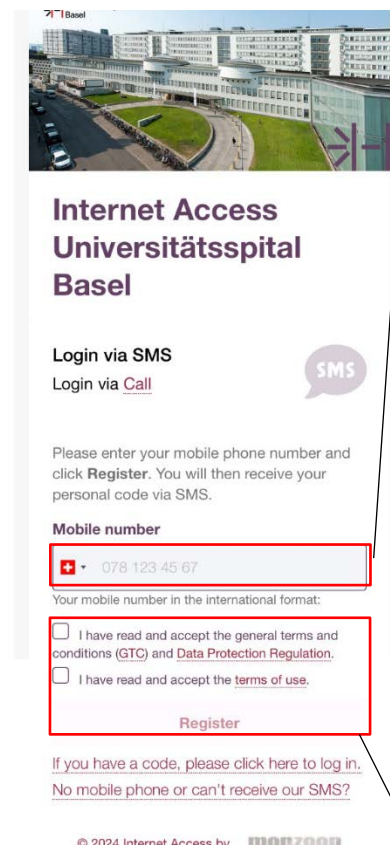 Basel
Internet Access
Universitätsspital
Basel
Login via SMS
SMS
Login via Call
Please enter your mobile phone number and
click Register. You will then receive your
personal code via SMS.
Mobile number
078 123 45 67
Your mobile number in the international format:
I have read and accept the general terms and
conditions (GTC) and Data Protection Regulation.
I have read and accept the terms of use.
Register
If you have a code, please click here to log in.
No mobile phone or can't receive our SMS?
© 2024 Internet Access by monzoon